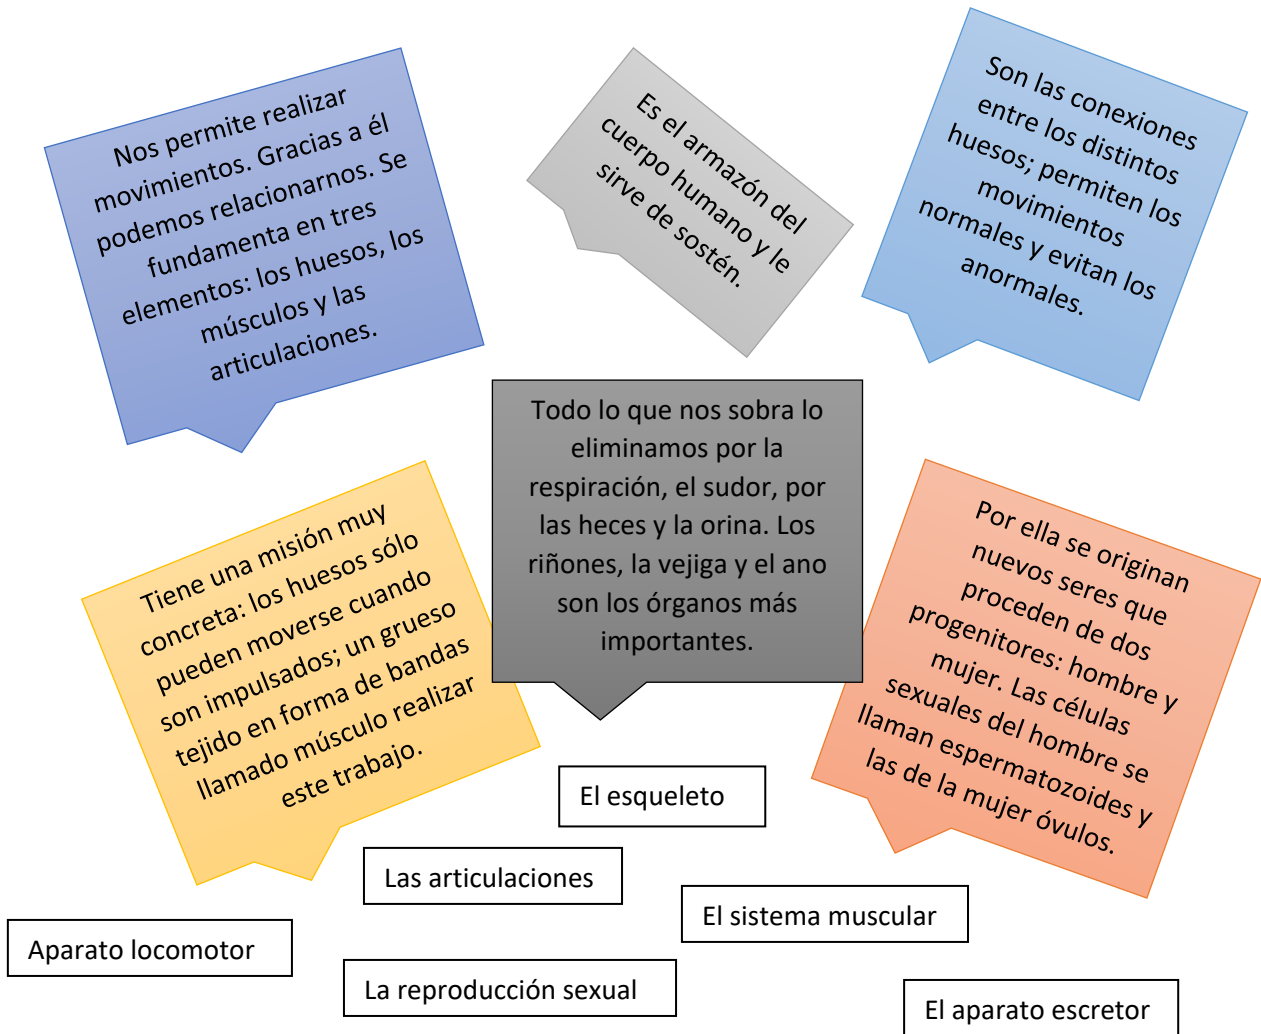 Nos permite realizar
movimientos. Gracias a él
podemos relacionarnos. Se
fundamenta en tres
elementos: los huesos, los
músculos y las
articulaciones.
Es el armazón del
cuerpo humano y le
sirve de sostén.
Son las conexiones
entre los distintos
huesos; permiten los
movimientos
normales y evitan los
anormales.
Todo lo que nos sobra lo
eliminamos por la
respiración, el sudor, por
las heces y la orina. Los
riñones, la vejiga y el ano
son los órganos más
importantes.
Tiene una misión muy
concreta: los huesos sólo
pueden moverse cuando
son impulsados; un grueso
tejido en forma de bandas
llamado músculo realizar
este trabajo.
Por ella se originan
nuevos seres que
proceden de dos
progenitores: hombre y
mujer. Las células
sexuales del hombre se
llaman espermatozoides y
las de la mujer óvulos.
El esqueleto
Las articulaciones
El sistema muscular
Aparato locomotor
La reproducción sexual
El aparato escretor